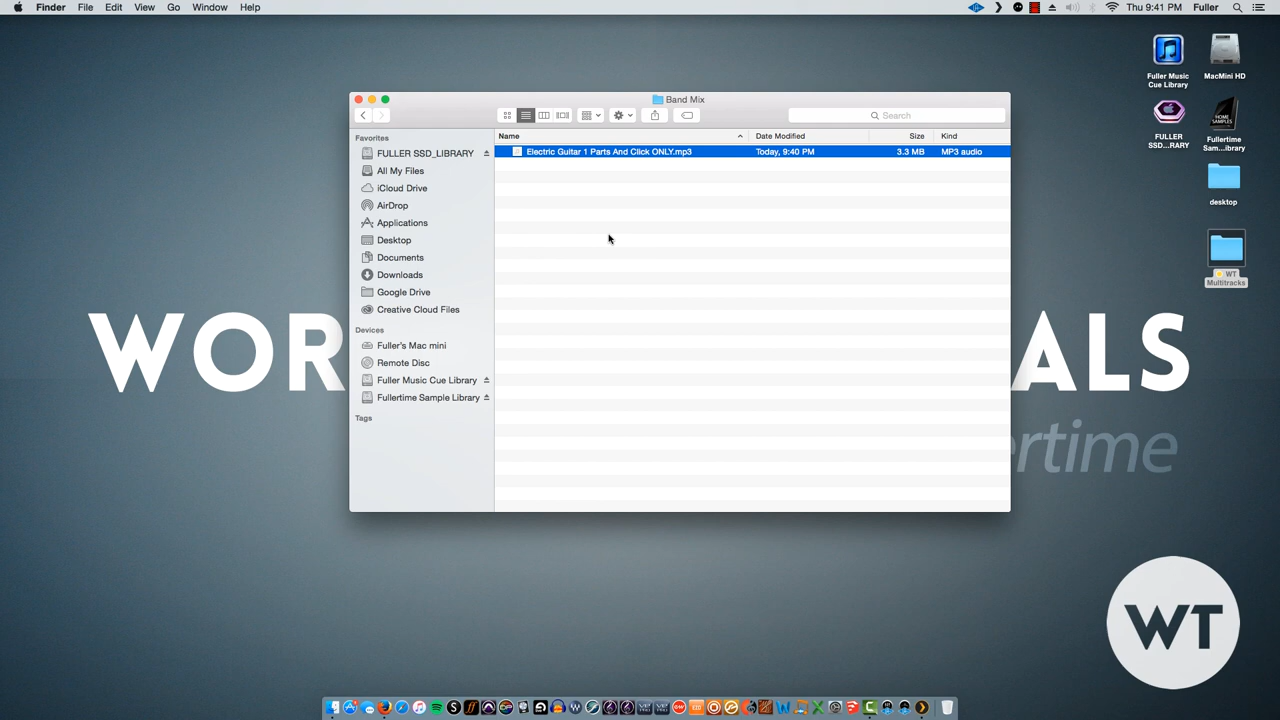 Finder File Edit View Go Window Help Thu 9:41 PM Fuller
Band Mix
Search
Favorites
FULLER SSD_LIBRARY
All My Files
iCloud Drive
AirDrop
Applications
Desktop
Documents
Downloads
Google Drive
Creative Cloud Files
Devices
Fuller's Mac mini
Remote Disc
Fuller Music Cue Library
Fullertime Sample Library
Tags
Name Date Modified Size Kind
Electric Guitar 1 Parts And Click ONLY.mp3 Today, 9:40 PM 3.3 MB MP3 audio
Fuller Music
Cue Library
MacMini HD
FULLER
SSD...RARY
HOME
SAMPLES
Fullertime
Sam...ibrary
desktop
WT
Multitracks
WOR ALS
ertime
WT